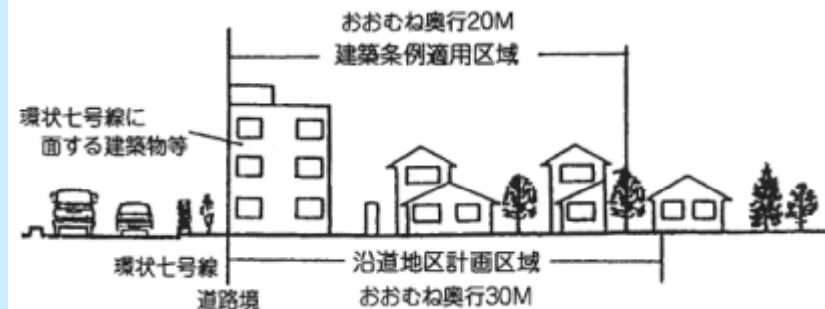 おおむね奥行20M
建築条例適用区域
環状七号線に
面する建築物等
環状七号線
沿道地区計画区域
道路境
おおむね奥行30M